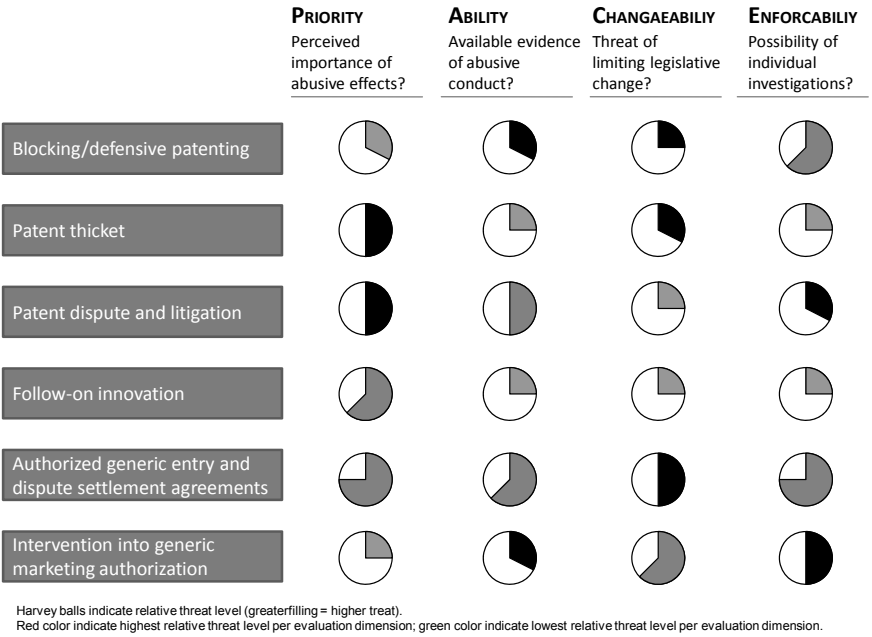 PRIORITY ABILITY CHANGAEABILIY ENFORCABILIY
Perceived importance of abusive effects?
Available evidence of abusive conduct?
Threat of limiting legislative change?
Possibility of individual investigations?
Blocking/defensive patenting
Patent thicket
Patent dispute and litigation
Follow-on innovation
Authorized generic entry and
dispute settlement agreements
Intervention into generic
marketing authorization
Harvey balls indicate relative threat level (greaterfilling = higher treat).
Red color indicate highest relative threat level per evaluation dimension; green color indicate lowest relative threat level per evaluation dimension.